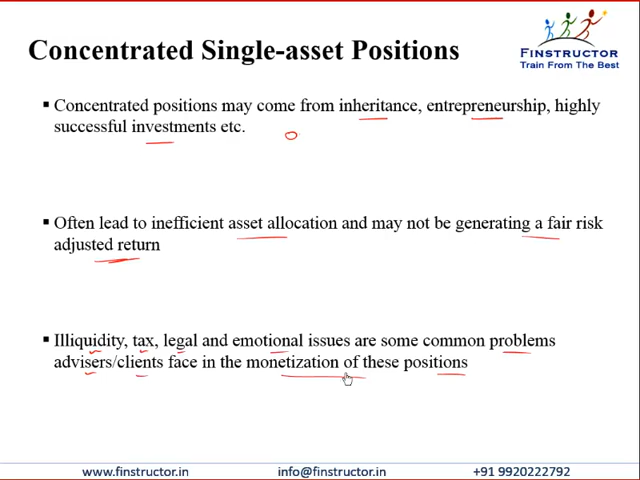 FINSTRUCTOR
Train From The Best
Concentrated Single-asset Positions
▪ Concentrated positions may come from inheritance, entrepreneurship, highly
successful investments etc.
▪ Often lead to inefficient asset allocation and may not be generating a fair risk
adjusted return
▪ Illiquidity, tax, legal and emotional issues are some common problems
advisers/clients face in the monetization of these positions
www.finstructor.in info@finstructor.in +91 9920222792